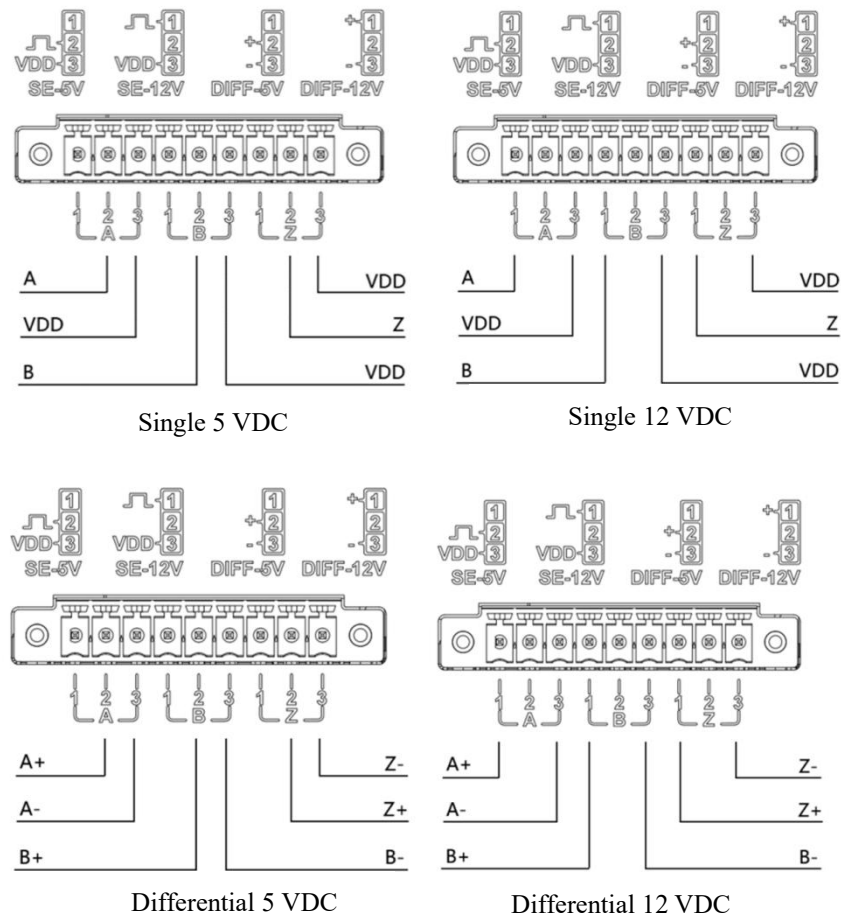 1 1 1 + 1
2 2 + 2 2
VDD 3 VDD 3 - 3 - 3
SE-5V SE-12V DIFF-5V DIFF-12V
1 2 3 1 2 3 1 2 3
A B Z
A VDD
VDD Z
B VDD
Single 5 VDC
1 1 1 + 1
2 2 + 2 2
VDD 3 VDD 3 - 3 - 3
SE-5V SE-12V DIFF-5V DIFF-12V
1 2 3 1 2 3 1 2 3
A B Z
A VDD
VDD Z
B VDD
Single 12 VDC
1 1 1 + 1
2 2 + 2 2
VDD 3 VDD 3 - 3 - 3
SE-5V SE-12V DIFF-5V DIFF-12V
1 2 3 1 2 3 1 2 3
A B Z
A+ Z-
A- Z+
B+ B-
Differential 5 VDC
1 1 1 + 1
2 2 + 2 2
VDD 3 VDD 3 - 3 - 3
SE-5V SE-12V DIFF-5V DIFF-12V
1 2 3 1 2 3 1 2 3
A B Z
A+ Z-
A- Z+
B+ B-
Differential 12 VDC